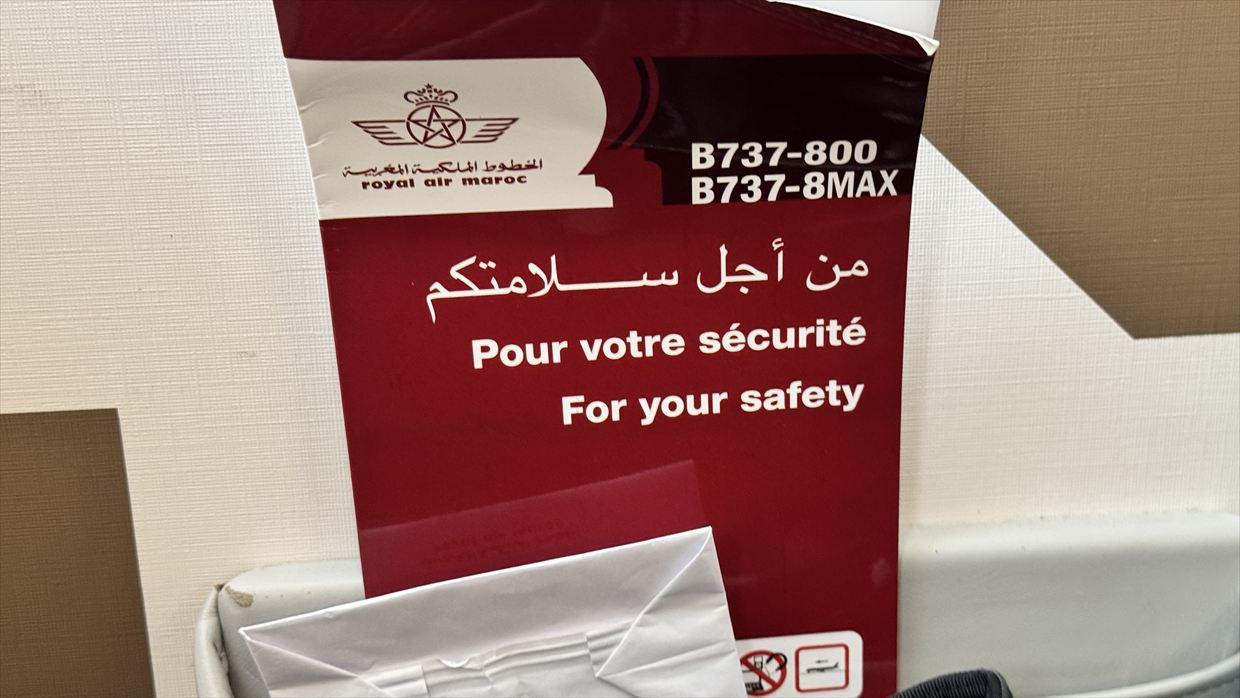 الخطوط الملكية المغربية
royal air maroc
B737-800
B737-8MAX
من أجل سلامتكم
Pour votre sécurité
For your safety